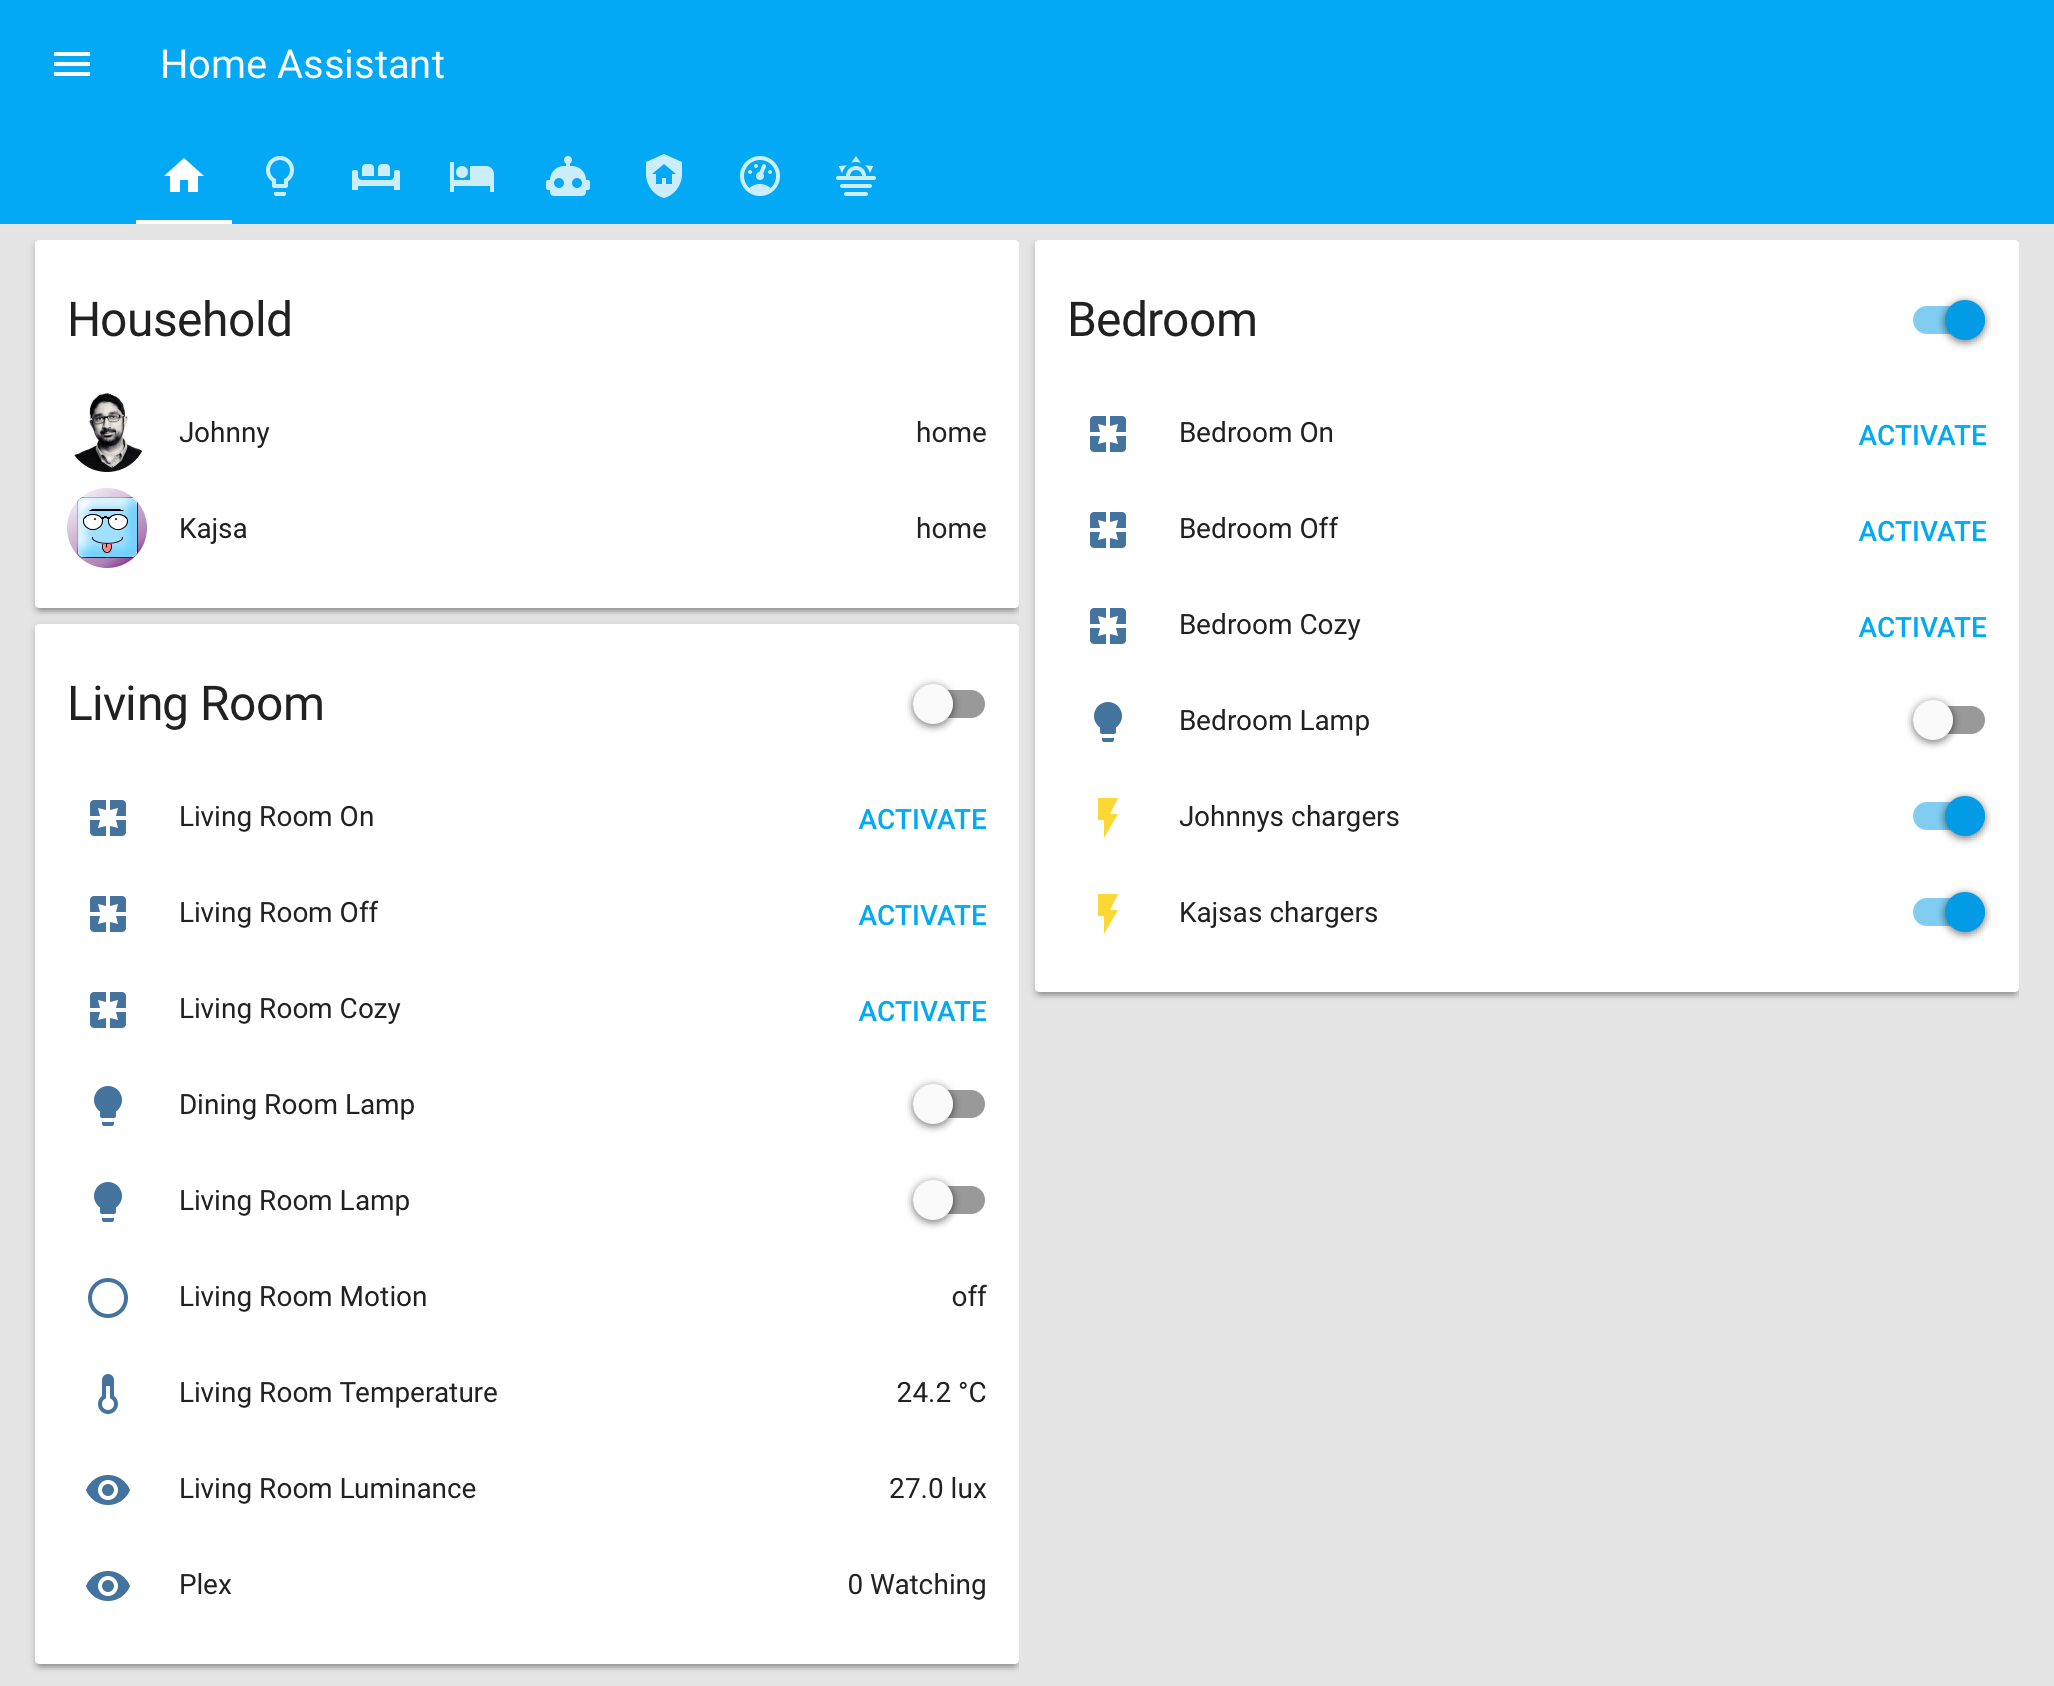 Home Assistant
Household
Johnny home
Kajsa home
Living Room
Living Room On ACTIVATE
Living Room Off ACTIVATE
Living Room Cozy ACTIVATE
Dining Room Lamp
Living Room Lamp
Living Room Motion off
Living Room Temperature 24.2 °C
Living Room Luminance 27.0 lux
Plex 0 Watching
Bedroom
Bedroom On ACTIVATE
Bedroom Off ACTIVATE
Bedroom Cozy ACTIVATE
Bedroom Lamp
Johnnys chargers
Kajsas chargers